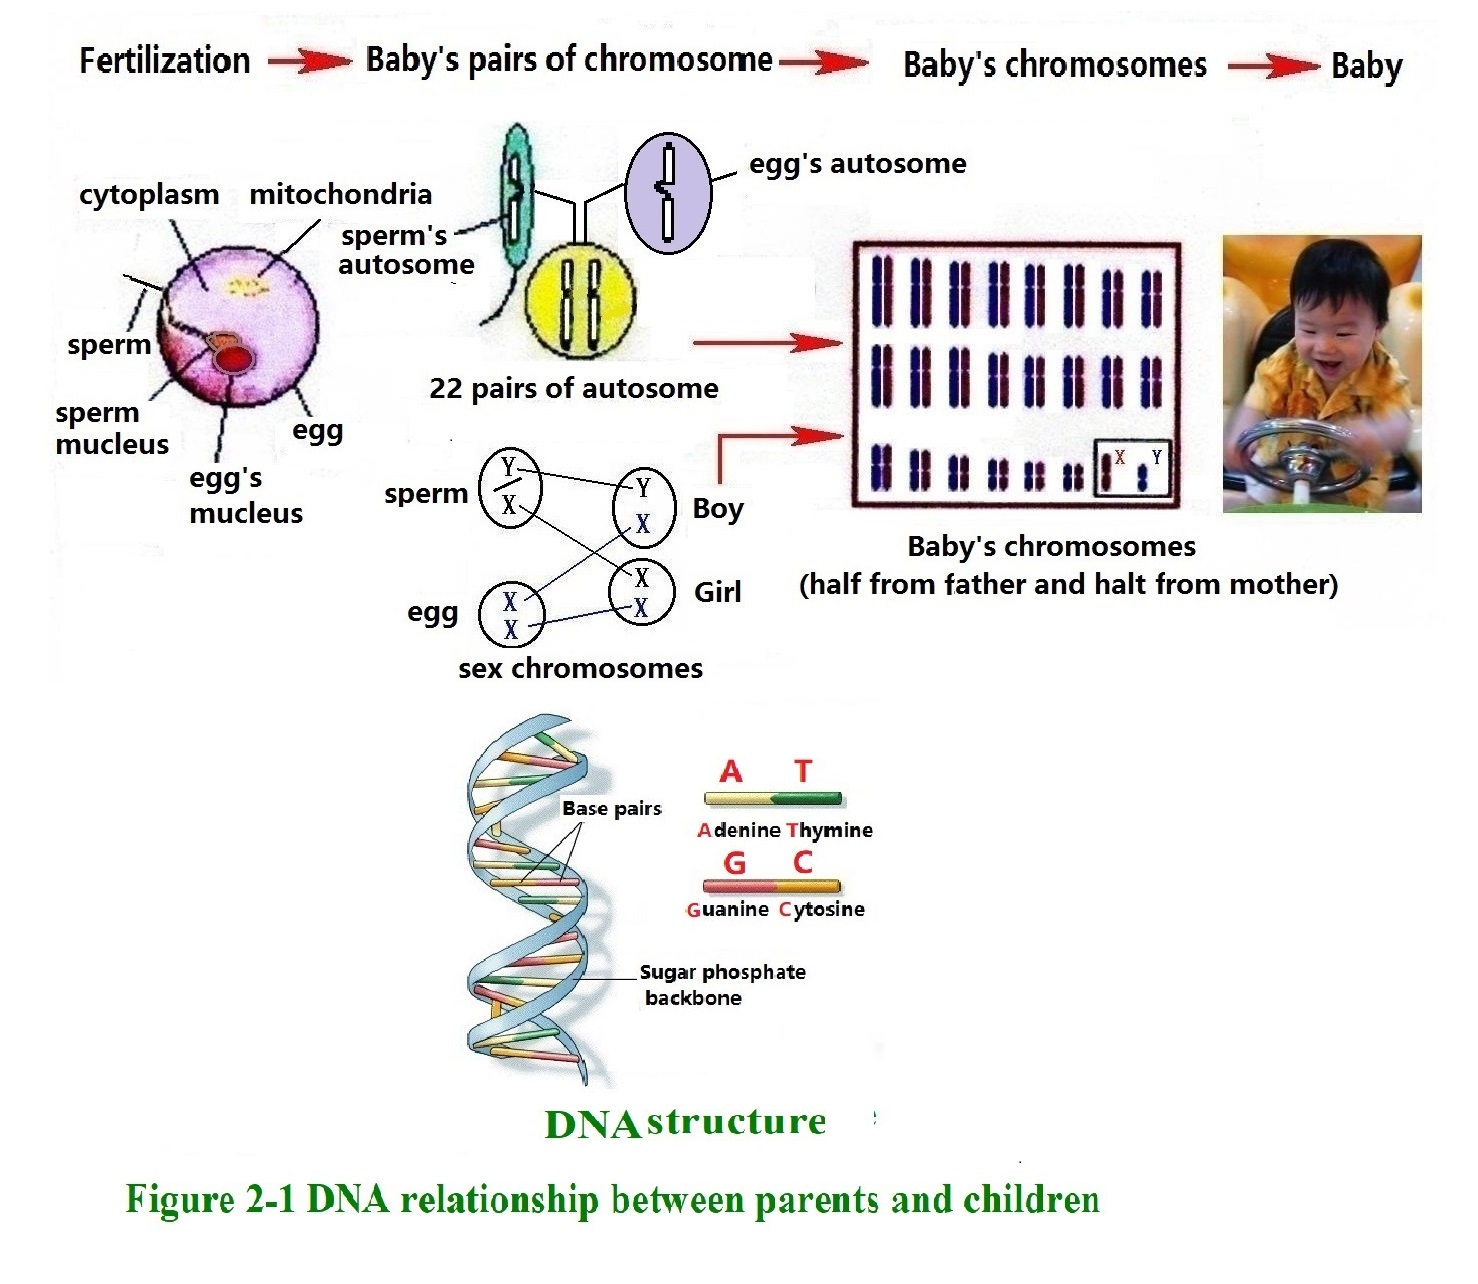 Fertilization Baby's pairs of chromosome Baby's chromosomes Baby
cytoplasm mitochondria
sperm
sperm
mucleus
egg's
mucleus
egg
sperm's
autosome
egg's autosome
22 pairs of autosome
sperm
Y
X
egg
X
X
Y
X
Boy
X
X
Girl
sex chromosomes
X Y
Baby's chromosomes
(half from father and halt from mother)
Base pairs
Sugar phosphate
backbone
A T
Adenine Thymine
G C
Guanine Cytosine
DNA structure
Figure 2-1 DNA relationship between parents and children